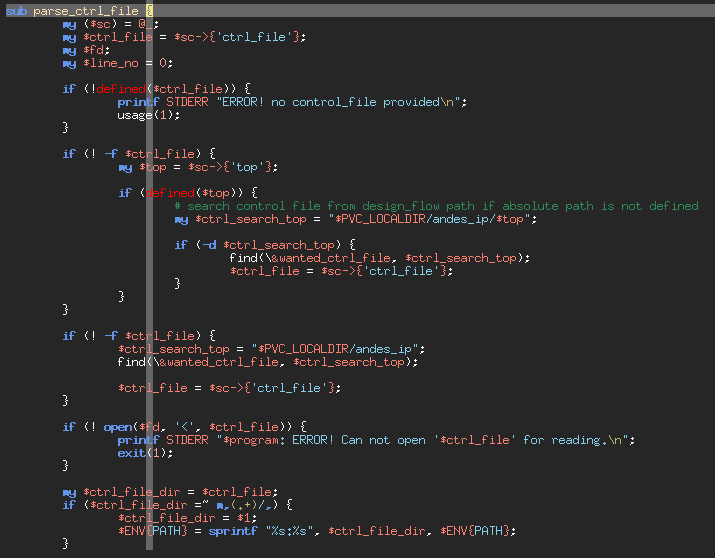 sub parse_ctrl_file {
my ($sc) = @_;
my $ctrl_file = $sc->{'ctrl_file'};
my $fd;
my $line_no = 0;
if (!defined($ctrl_file)) {
printf STDERR "ERROR! no control_file provided\n";
usage(1);
}
if (! -f $ctrl_file) {
my $top = $sc->{'top'};
if (defined($top)) {
# search control file from design_flow path if absolute path is not defined
my $ctrl_search_top = "$PVC_LOCALDIR/andes_ip/$top";
if (-d $ctrl_search_top) {
find(\&wanted_ctrl_file, $ctrl_search_top);
$ctrl_file = $sc->{'ctrl_file'};
}
}
}
if (! -f $ctrl_file) {
$ctrl_search_top = "$PVC_LOCALDIR/andes_ip";
find(\&wanted_ctrl_file, $ctrl_search_top);
$ctrl_file = $sc->{'ctrl_file'};
}
if (! open($fd, '<', $ctrl_file)) {
printf STDERR "$program: ERROR! Can not open '$ctrl_file' for reading.\n";
exit(1);
}
my $ctrl_file_dir = $ctrl_file;
if ($ctrl_file_dir =~ m,(.+)/,) {
$ctrl_file_dir = $1;
$ENV{PATH} = sprintf "%s:%s", $ctrl_file_dir, $ENV{PATH};
}